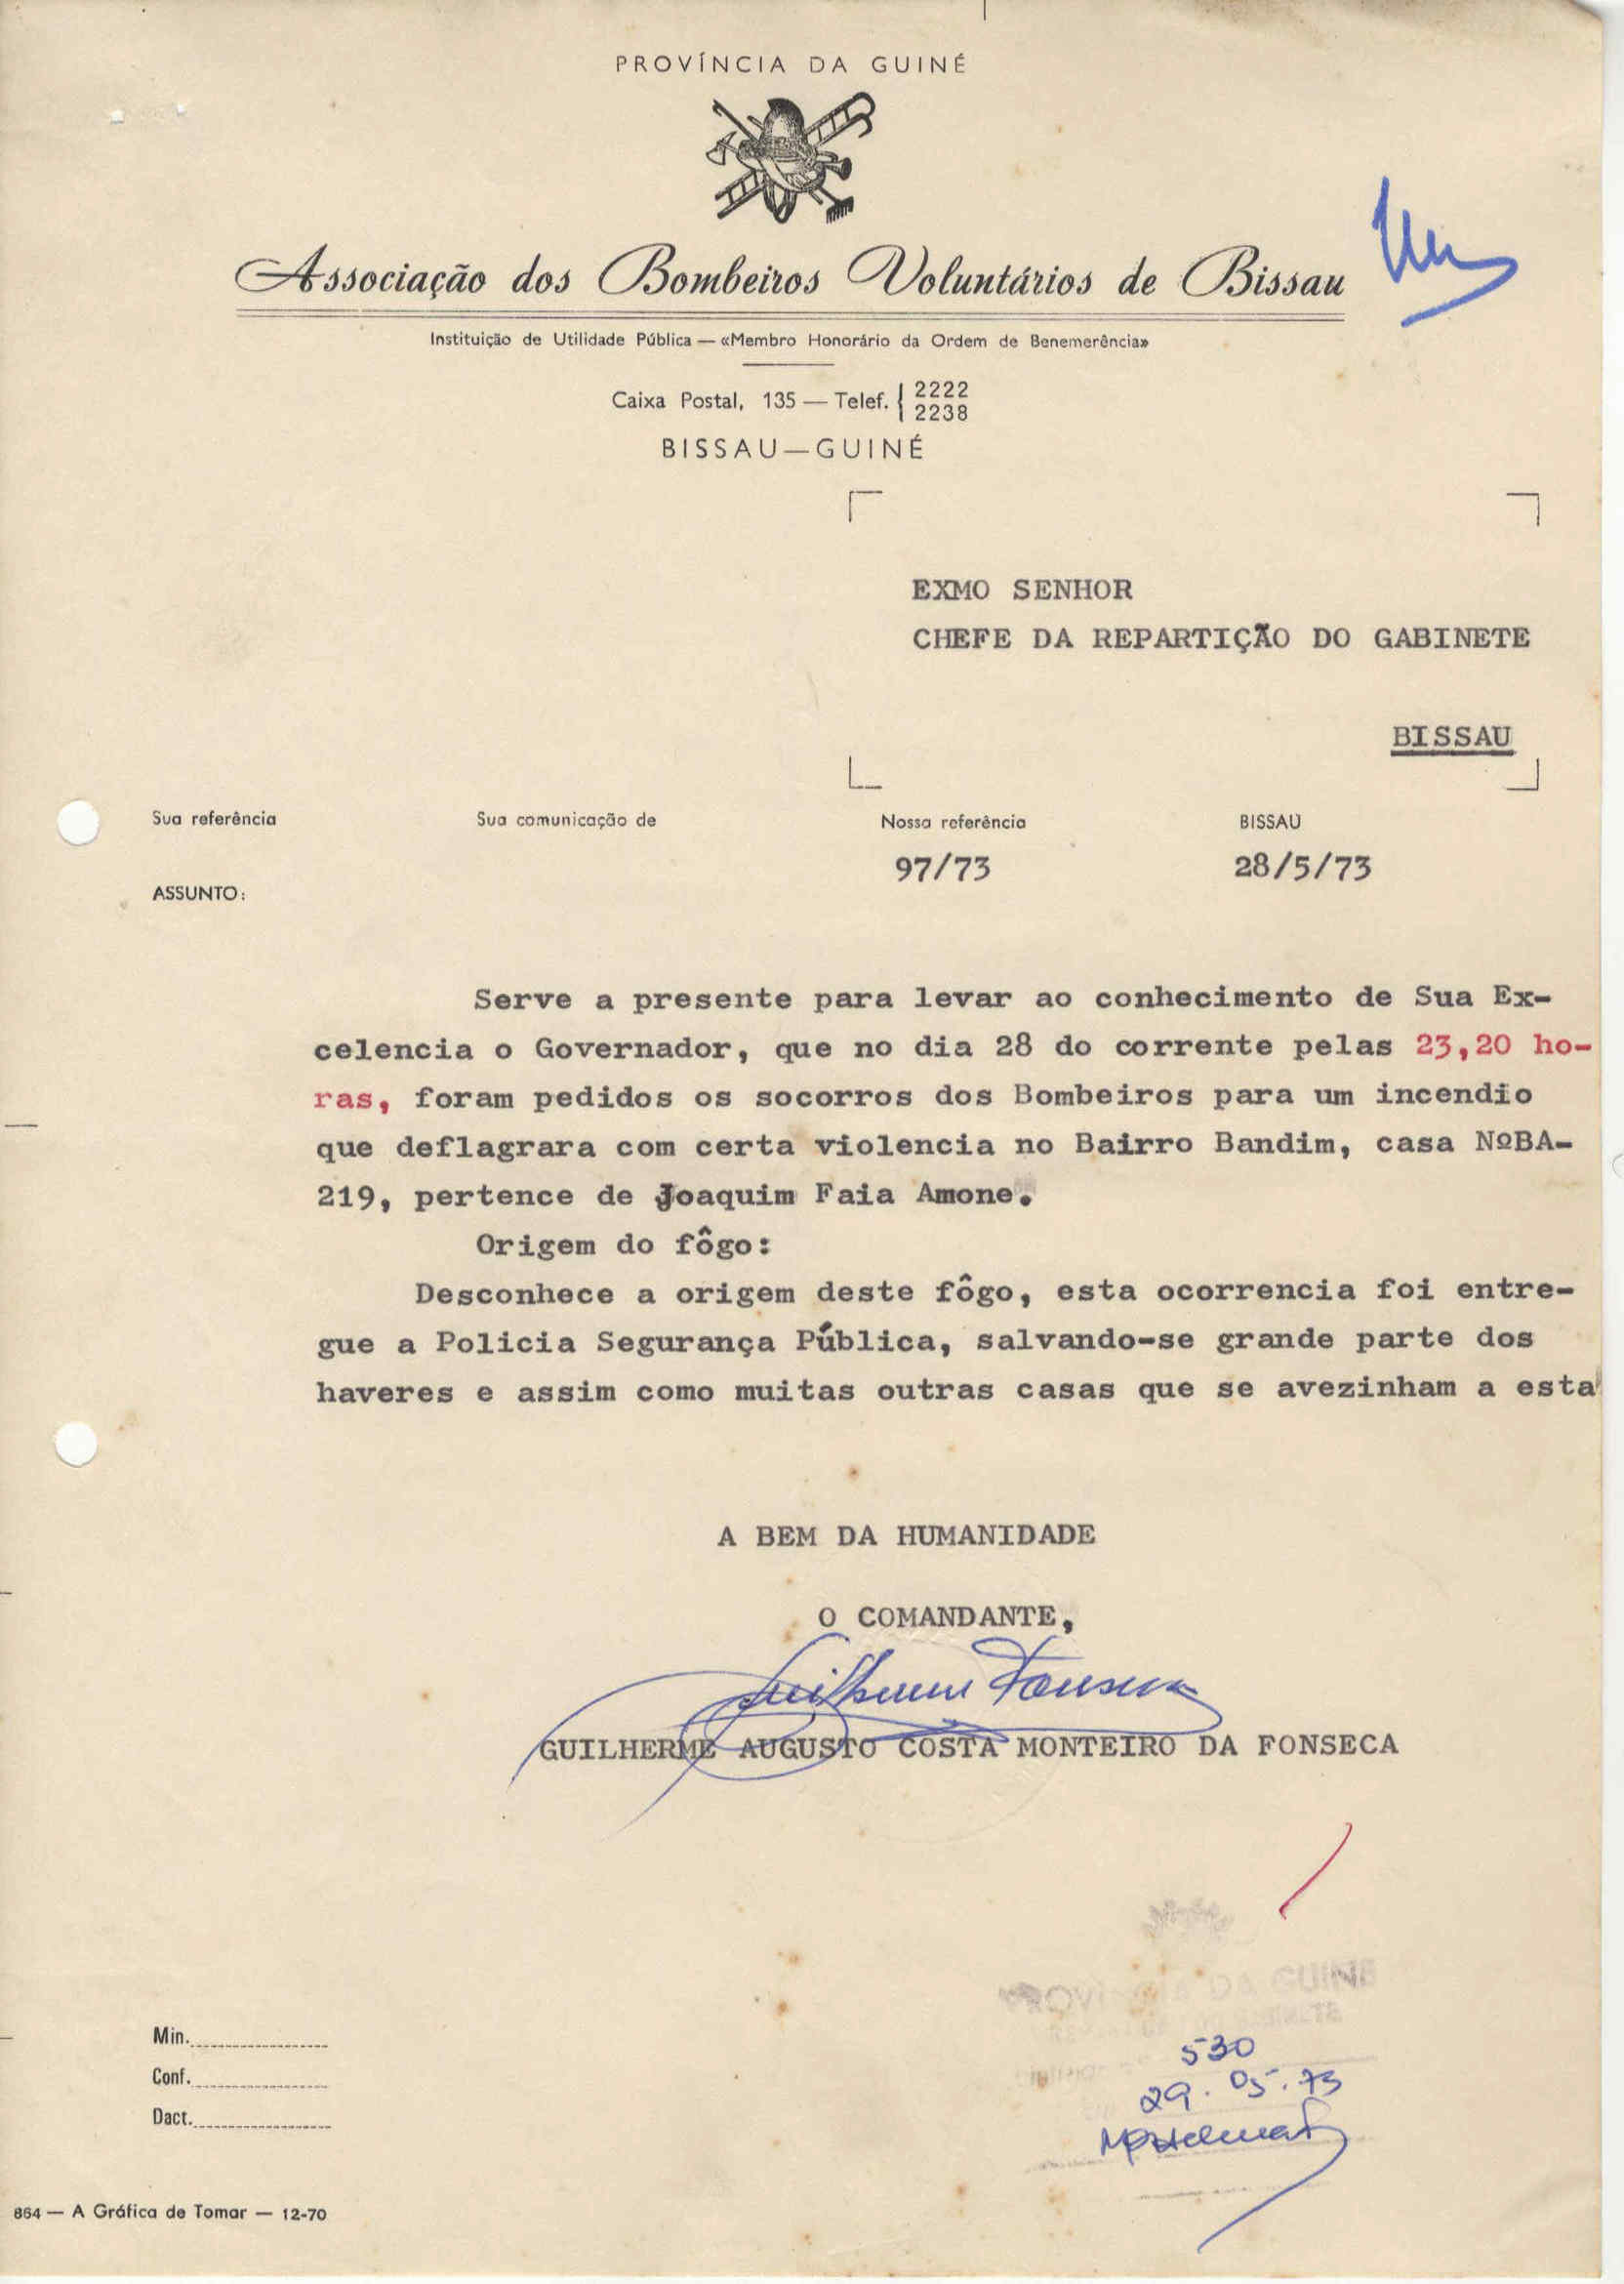 PROVÍNCIA DA GUINÉ
Associação dos Bombeiros Voluntários de Bissau
Instituição de Utilidade Pública — «Membro Honorário da Ordem de Benemerência»
Caixa Postal, 135 — Telef. { 2222
2238
BISSAU—GUINÉ
EXMO SENHOR
CHEFE DA REPARTIÇÃO DO GABINETE
BISSAU
Sua referência Sua comunicação de Nossa referência BISSAU
97/73 28/5/73
ASSUNTO:
Serve a presente para levar ao conhecimento de Sua Ex-
celencia o Governador, que no dia 28 do corrente pelas 23,20 ho-
ras, foram pedidos os socorros dos Bombeiros para um incendio
que deflagrara com certa violencia no Bairro Bandim, casa NºBA-
219, pertence de Joaquim Faia Amone.
Origem do fôgo:
Desconhece a origem deste fôgo, esta ocorrencia foi entre-
gue a Policia Segurança Pública, salvando-se grande parte dos
haveres e assim como muitas outras casas que se avezinham a esta
A BEM DA HUMANIDADE
O COMANDANTE,
Guilherme Fonseca
GUILHERME AUGUSTO COSTA MONTEIRO DA FONSECA
PROVÍNCIA DA GUINÉ
530
29.05.73
Min.
Conf.
Dact.
864 — A Gráfica de Tomar — 12-70